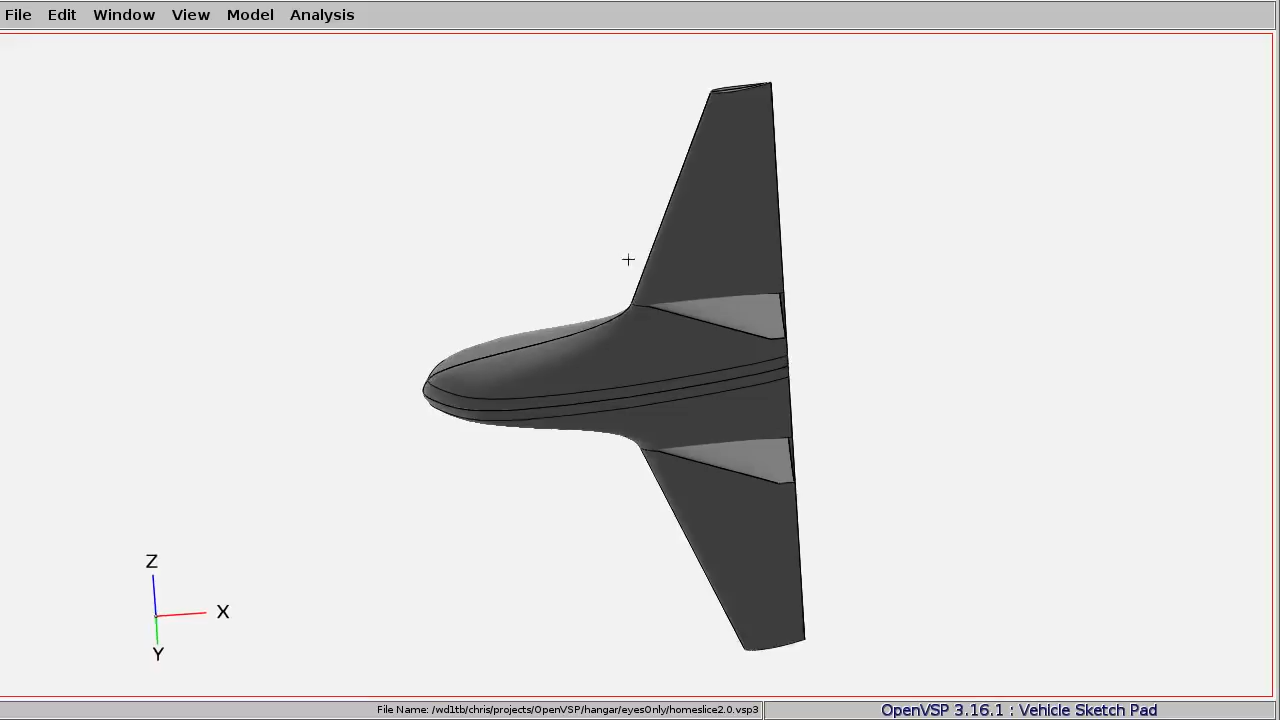 File Edit Window View Model Analysis
Z
X
Y
File Name: /wd1tb/chris/projects/OpenVSP/hangar/eyesOnly/homeslice2.0.vsp3
OpenVSP 3.16.1 : Vehicle Sketch Pad